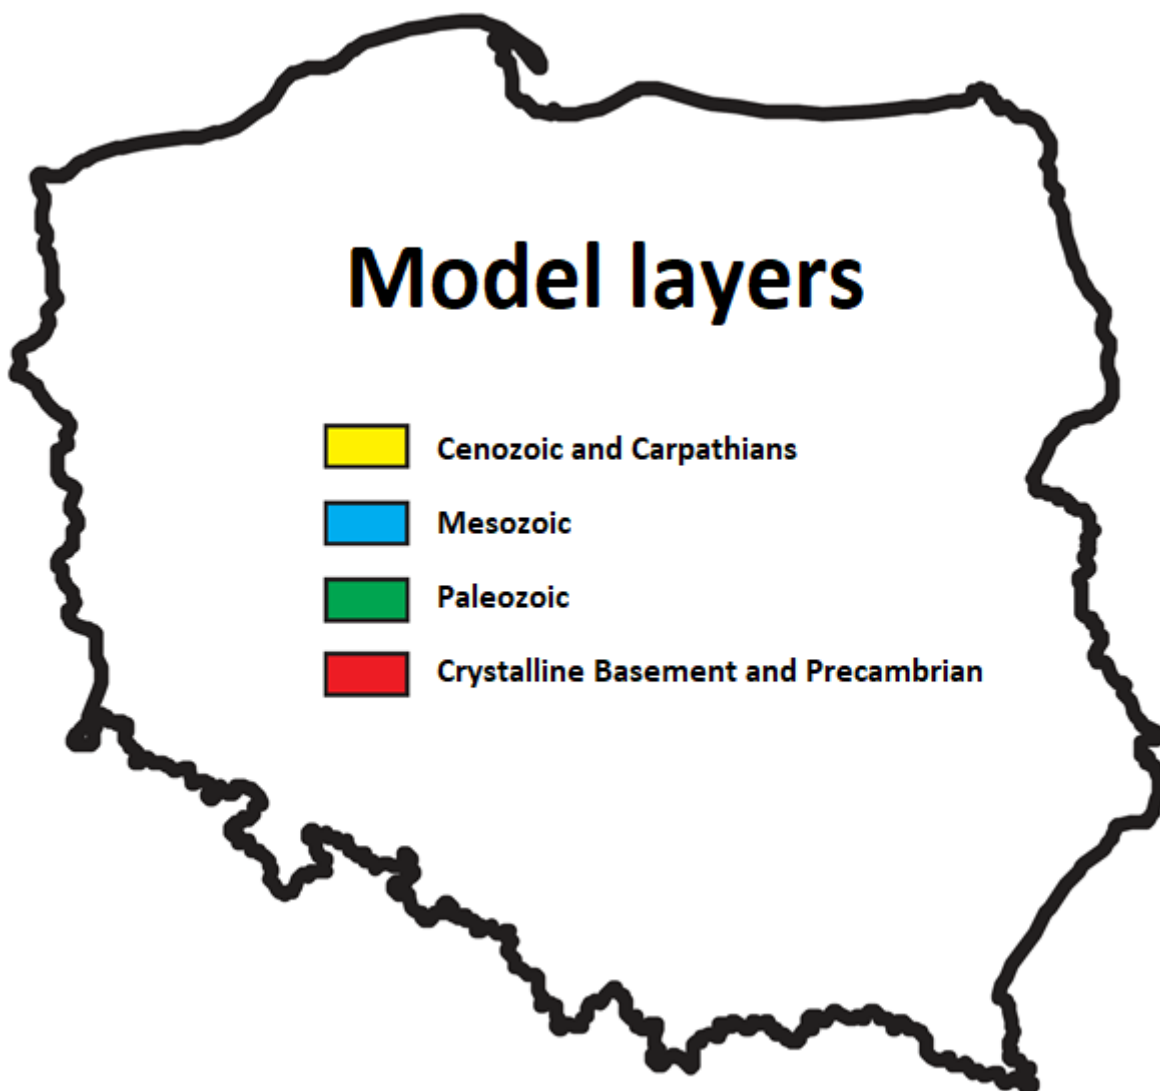 Model layers
Cenozoic and Carpathians
Mesozoic
Paleozoic
Crystalline Basement and Precambrian